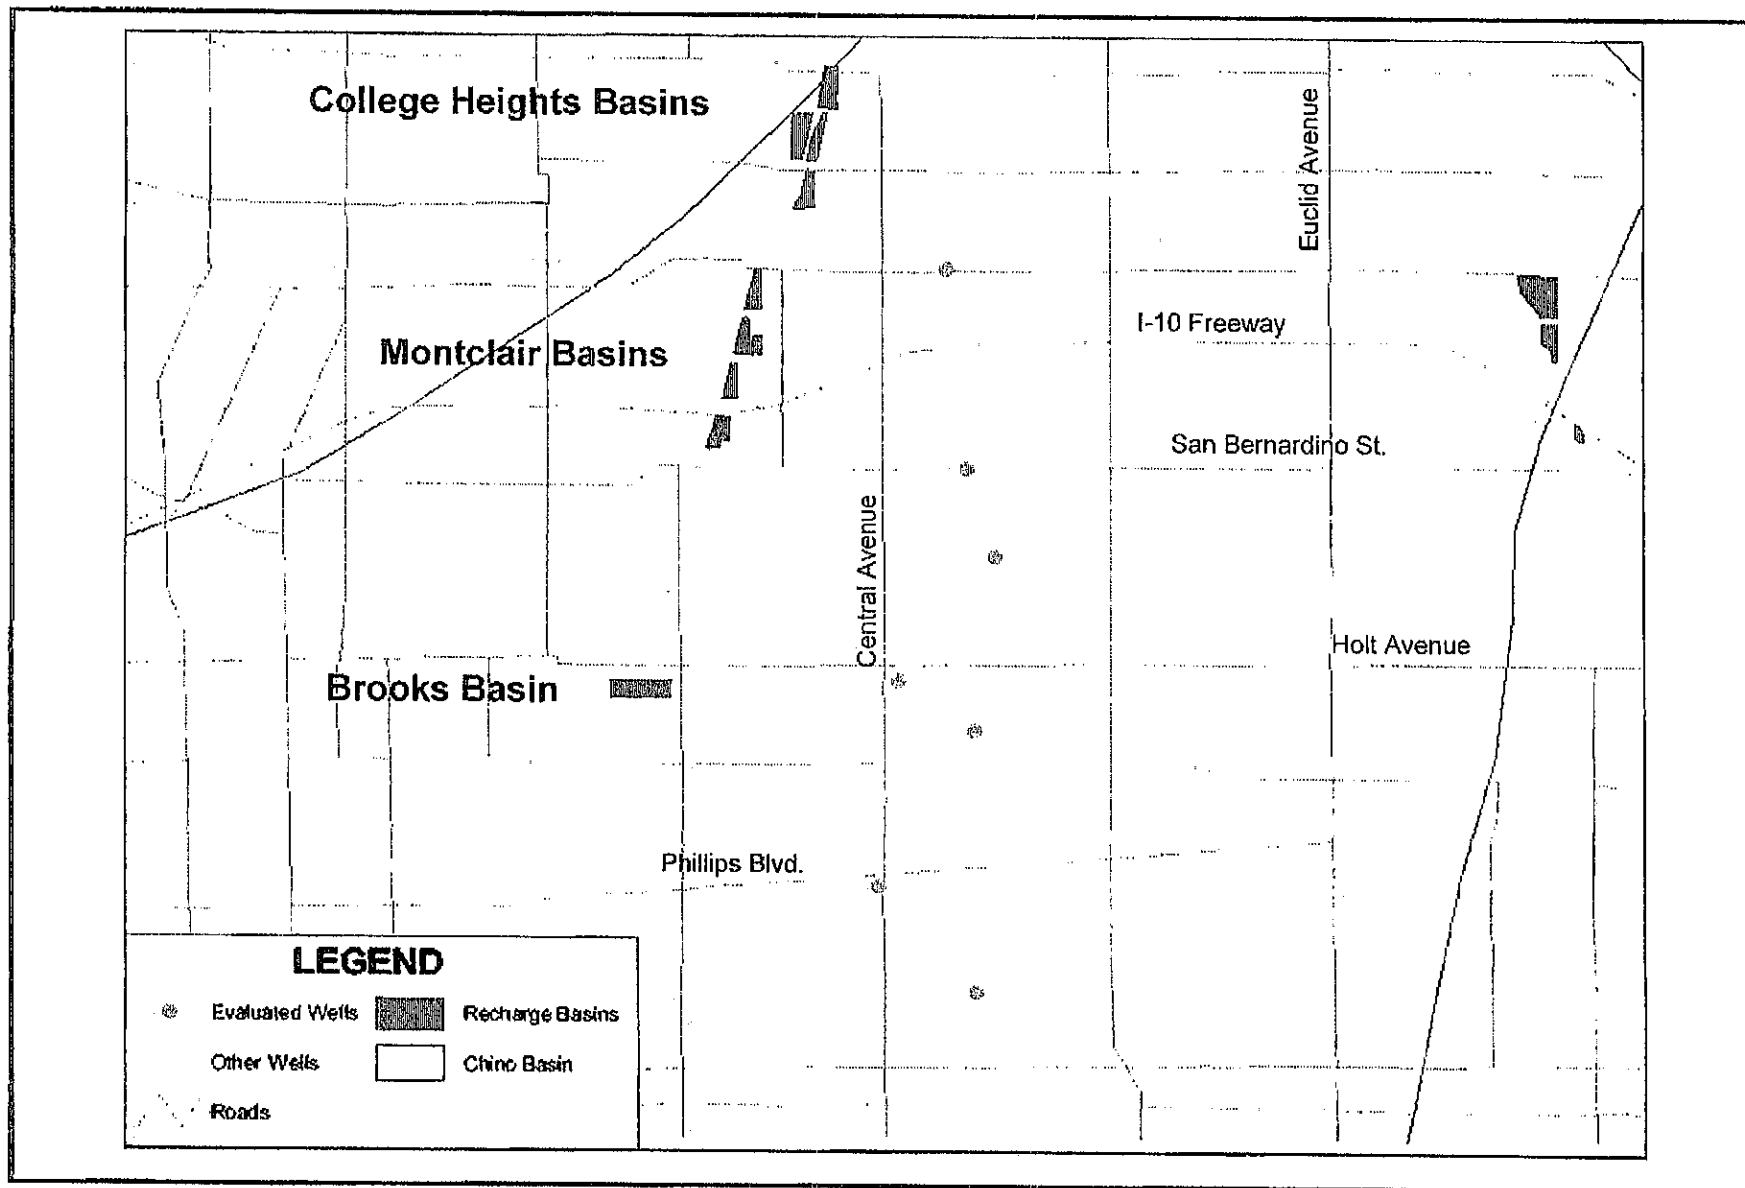 College Heights Basins
Euclid Avenue
I-10 Freeway
Montclair Basins
San Bernardino St.
Central Avenue
Holt Avenue
Brooks Basin
Phillips Blvd.
LEGEND
Evaluated Wells
Recharge Basins
Other Wells
Chino Basin
Roads